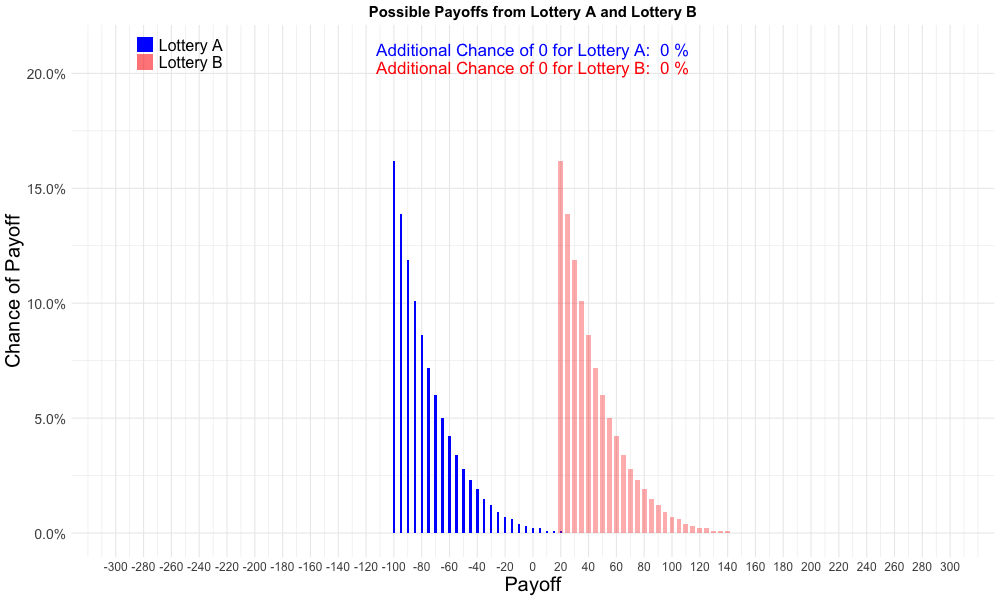 Possible Payoffs from Lottery A and Lottery B
Lottery A
Lottery B
Additional Chance of 0 for Lottery A:  0 %
Additional Chance of 0 for Lottery B:  0 %
Chance of Payoff
20.0%
15.0%
10.0%
5.0%
0.0%
-300 -280 -260 -240 -220 -200 -180 -160 -140 -120 -100 -80 -60 -40 -20 0 20 40 60 80 100 120 140 160 180 200 220 240 260 280 300
Payoff